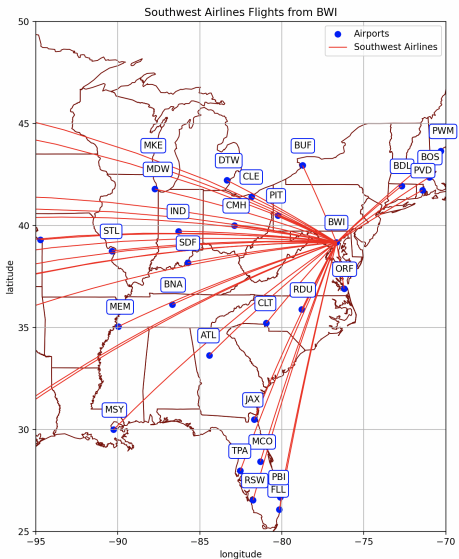 Southwest Airlines Flights from BWI
Airports
Southwest Airlines
50
45
40
35
30
25
−95
−90
−85
−80
−75
−70
latitude
longitude
PWM
MKE
BUF
BOS
DTW
BDL
PVD
MDW
CLE
PIT
CMH
IND
BWI
STL
SDF
ORF
BNA
RDU
MEM
CLT
ATL
JAX
MSY
MCO
TPA
RSW
PBI
FLL